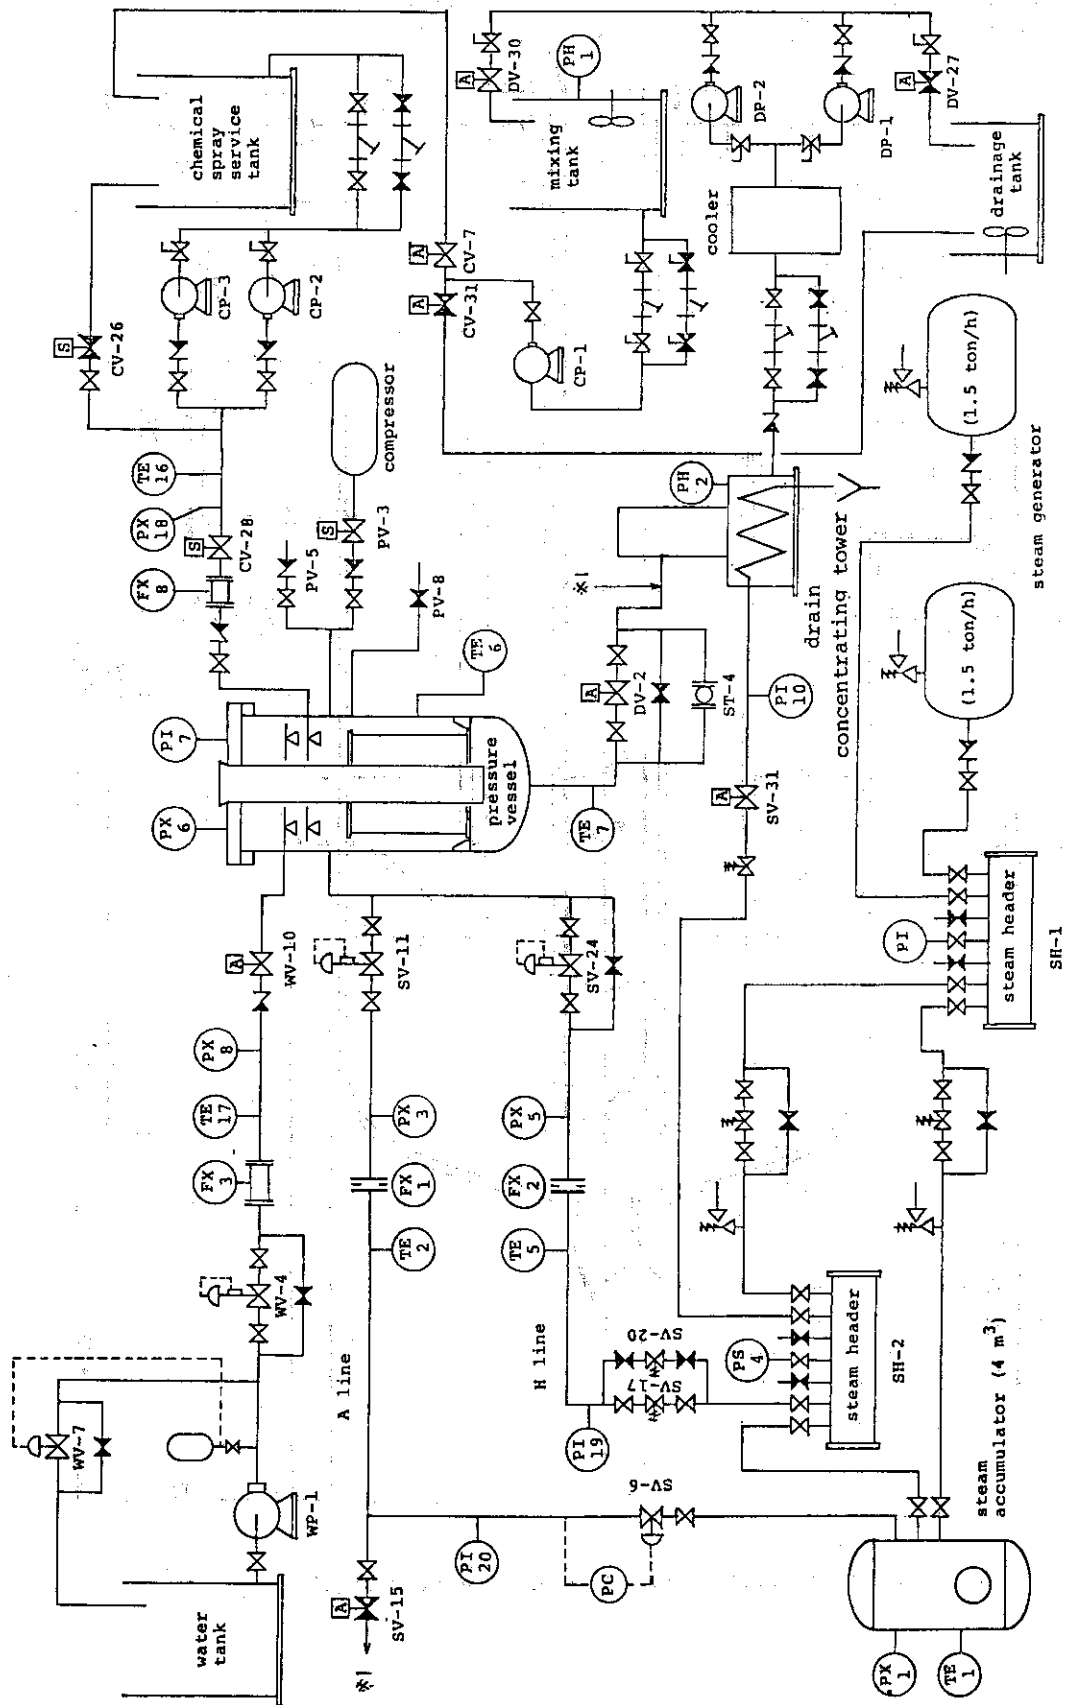 water
tank
WV-7
WP-1
WV-4
FX
3
TE
17
PX
8
WV-10
A
PX
6
PI
7
pressure
vessel
FX
8
CV-28
S
PX
18
TE
16
CV-26
S
CP-3
CP-2
chemical
spray
service
tank
PV-5
PV-3
S
compressor
PV-8
TE
6
A line
SV-15
A
※1
PI
20
TE
2
FX
1
PX
3
SV-11
H line
PI
19
SV-17
SV-20
TE
5
FX
2
PX
5
SV-24
TE
7
DV-2
A
ST-4
※1
CV-31
A
CV-7
A
CP-1
mixing
tank
PH
1
DV-30
A
DP-2
DP-1
DV-27
A
cooler
drainage
tank
PH
2
drain
concentrating tower
PI
10
SV-31
A
PC
SV-6
PX
1
TE
1
steam
accumulator (4 m³)
PS
4
steam header
SH-2
PI
steam header
SH-1
(1.5 ton/h)
(1.5 ton/h)
steam generator